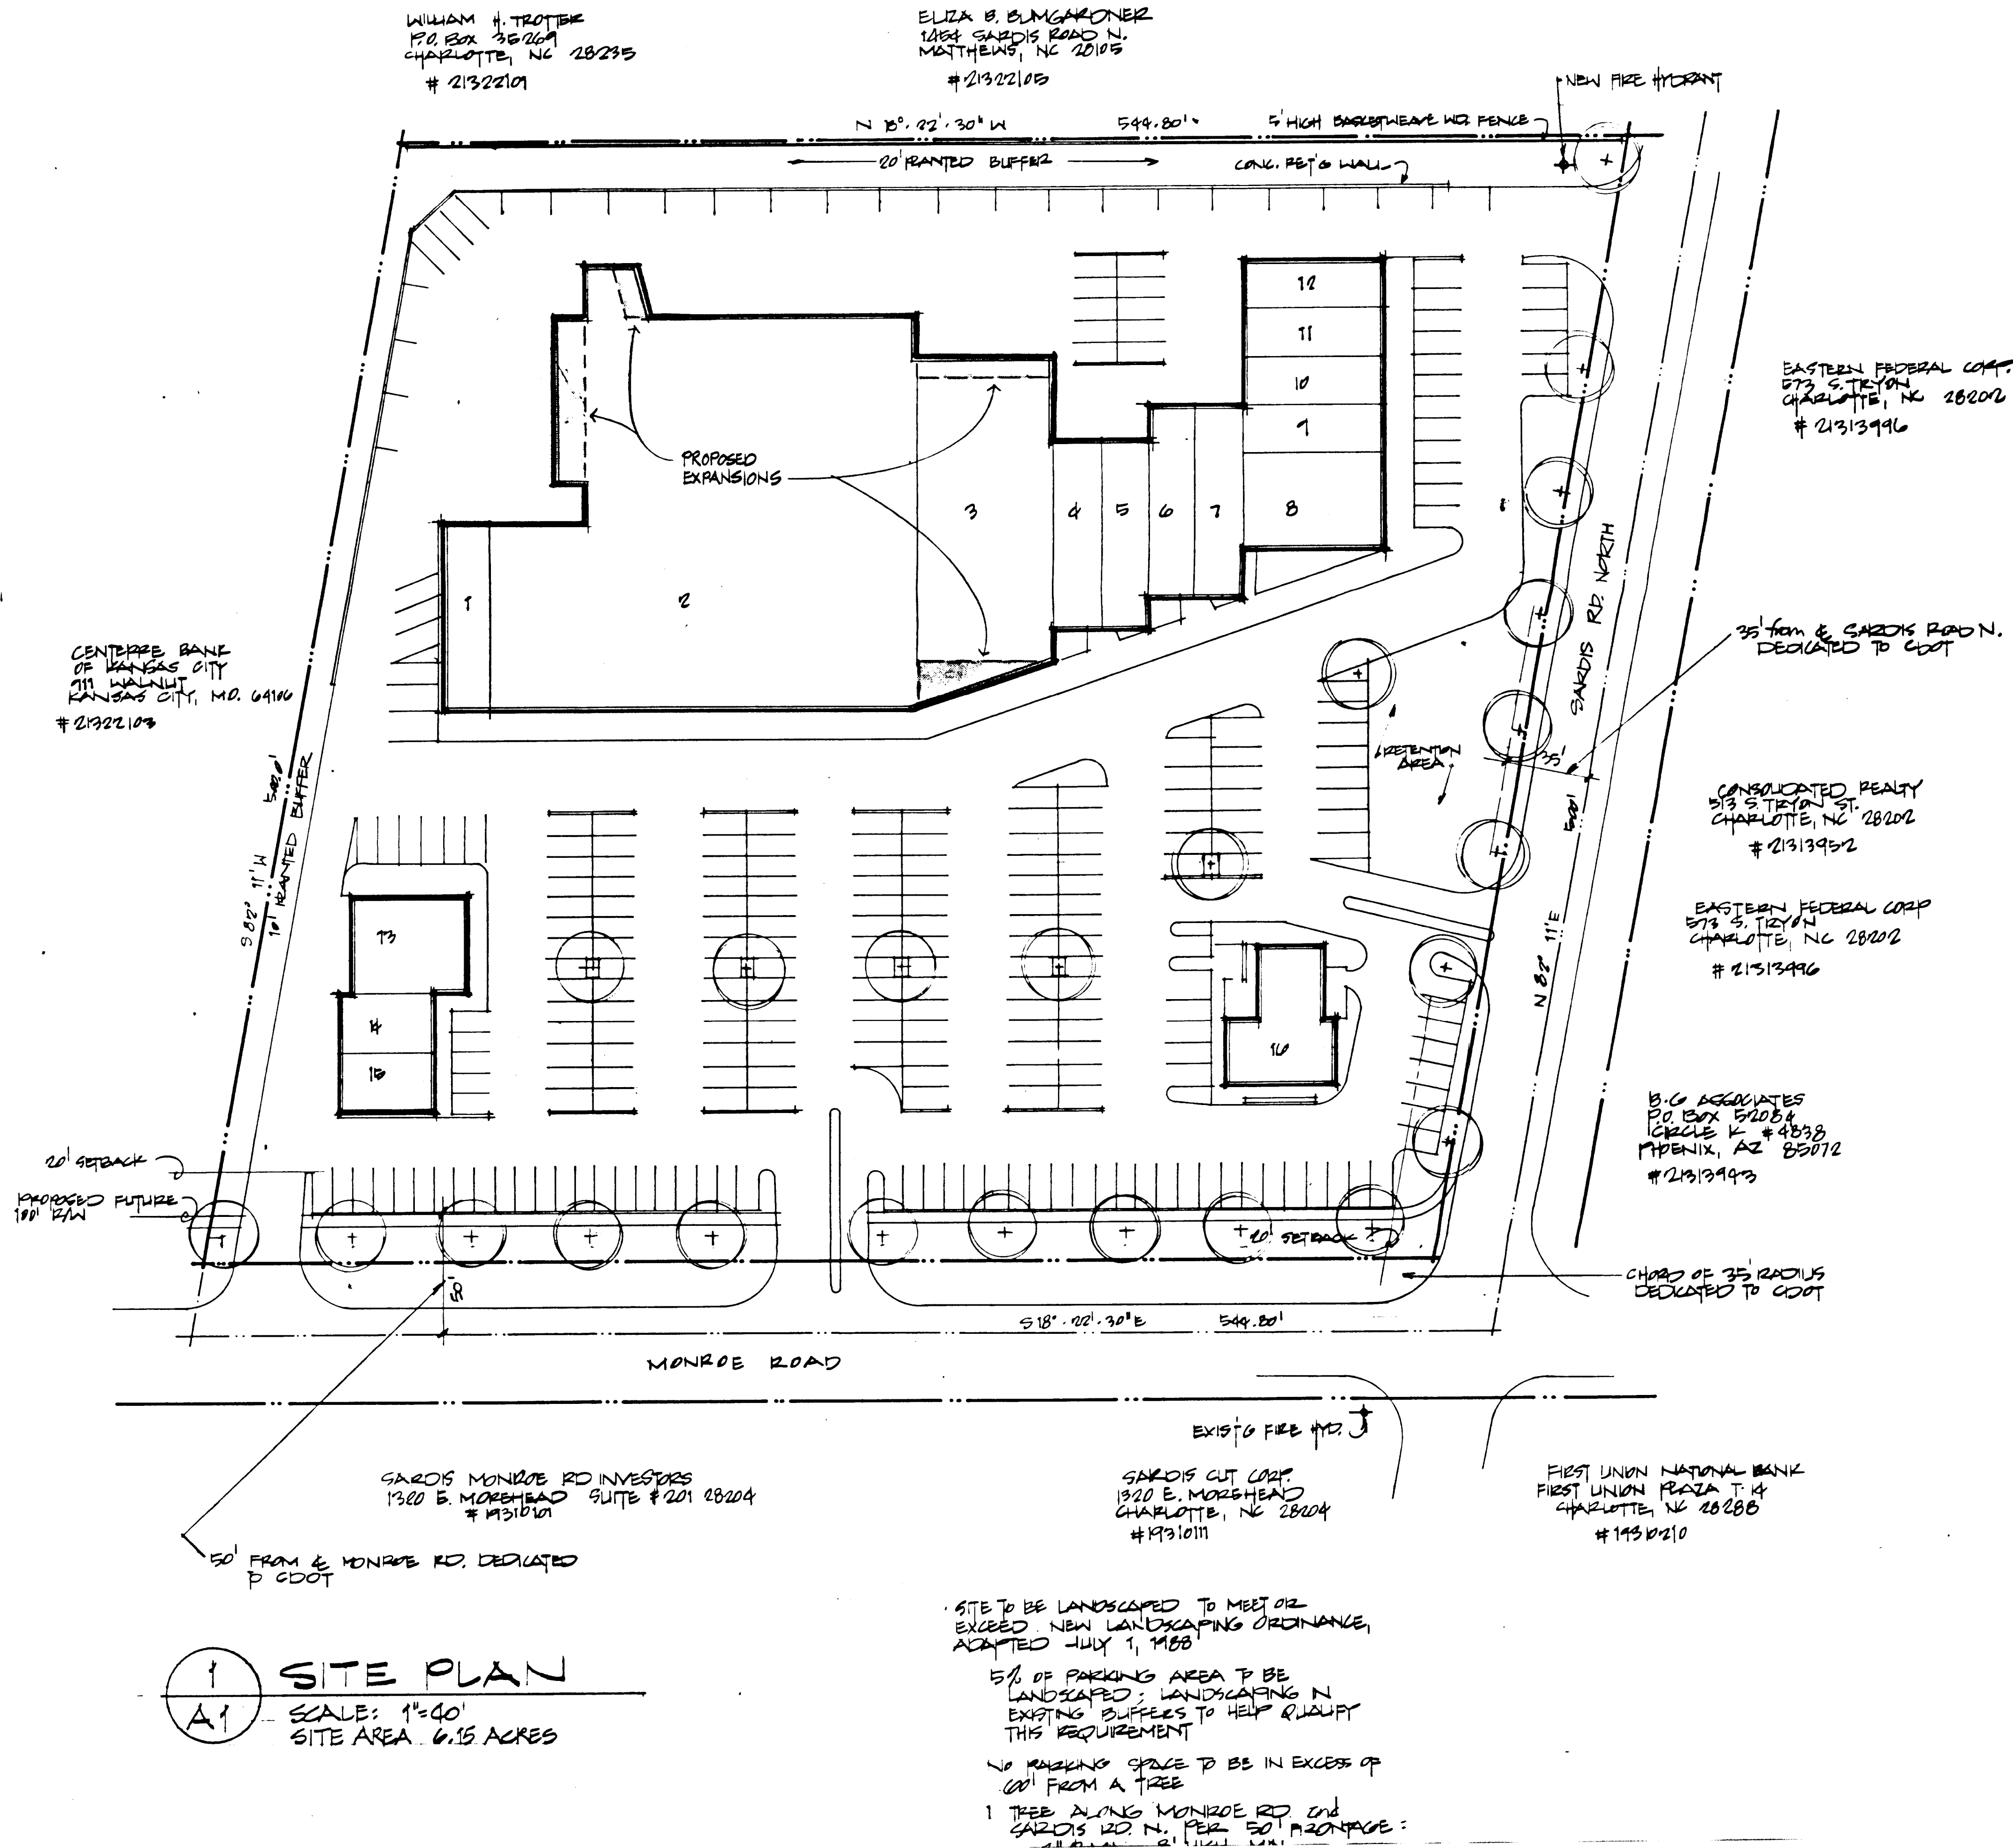 WILLIAM H. TROTTER
P.O. BOX 35269
CHARLOTTE, NC 28235
# 21322101
ELIZA B. BUMGARDNER
1454 SARDIS ROAD N.
MATTHEWS, NC 28105
# 21322105
NEW FIRE HYDRANT
N 18°. 22'. 30" W
544.80'
5' HIGH BASKETWEAVE WD. FENCE
20' PLANTED BUFFER
CONC. RET'G WALL
12
11
10
9
8
7
6
5
4
3
2
1
PROPOSED
EXPANSIONS
EASTERN FEDERAL CORP.
573 S. TRYON
CHARLOTTE, NC 28202
# 21313996
SARDIS RD. NORTH
35' from ℄ SARDIS ROAD N.
DEDICATED TO CDOT
CENTERRE BANK
OF KANSAS CITY
911 WALNUT
KANSAS CITY, MO. 64106
# 21322103
RETENTION
AREA
35'
S 82° 11' W
10' PLANTED BUFFER
CONSOLIDATED REALTY
513 S. TRYON ST.
CHARLOTTE, NC 28202
# 21313952
EASTERN FEDERAL CORP
573 S. TRYON
CHARLOTTE, NC 28202
# 21313996
N 82° 11' E
13
14
15
16
B.G ASSOCIATES
P.O. BOX 52084
CIRCLE K # 4838
PHOENIX, AZ 85072
# 21313943
20' SETBACK
PROPOSED FUTURE
100' R/W
20' SETBACK
50'
CHORD OF 35' RADIUS
DEDICATED TO CDOT
S 18°. 22'. 30" E
544.80'
MONROE ROAD
EXIST'G FIRE HYD.
SARDIS MONROE RD INVESTORS
1320 E. MOREHEAD SUITE # 201 28204
# 19310101
SARDIS CUT CORP.
1320 E. MOREHEAD
CHARLOTTE, NC 28204
# 19310111
FIRST UNION NATIONAL BANK
FIRST UNION PLAZA T-14
CHARLOTTE, NC 28288
# 19310210
50' FROM ℄ MONROE RD. DEDICATED
TO CDOT
SITE TO BE LANDSCAPED TO MEET OR
EXCEED NEW LANDSCAPING ORDINANCE,
ADAPTED JULY 1, 1988
5% OF PARKING AREA TO BE
LANDSCAPED; LANDSCAPING IN
EXISTING BUFFERS TO HELP QUALIFY
THIS REQUIREMENT
NO PARKING SPACE TO BE IN EXCESS OF
60' FROM A TREE
1 TREE ALONG MONROE RD. and
SARDIS RD. N. PER 50' FRONTAGE:
1
A1
SITE PLAN
SCALE: 1"=40'
SITE AREA 6.15 ACRES